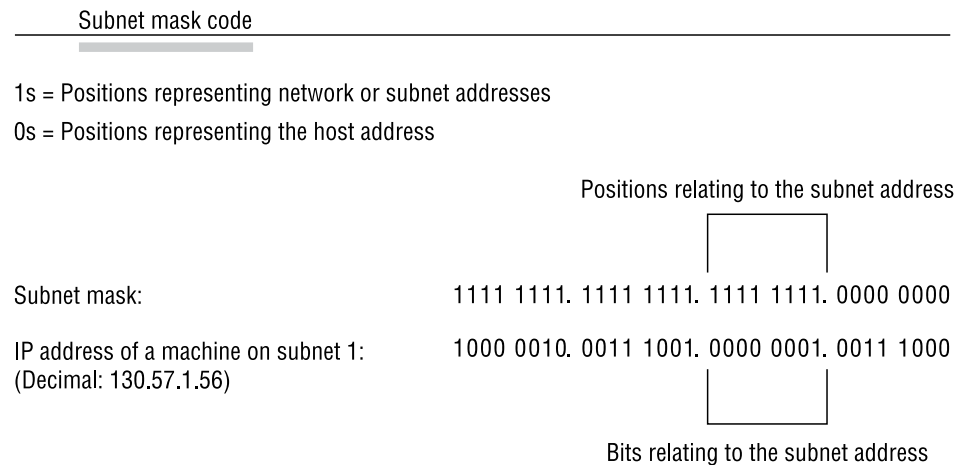 Subnet mask code
1s = Positions representing network or subnet addresses
0s = Positions representing the host address
Positions relating to the subnet address
Subnet mask: 1111 1111. 1111 1111. 1111 1111. 0000 0000
IP address of a machine on subnet 1: 1000 0010. 0011 1001. 0000 0001. 0011 1000
(Decimal: 130.57.1.56)
Bits relating to the subnet address